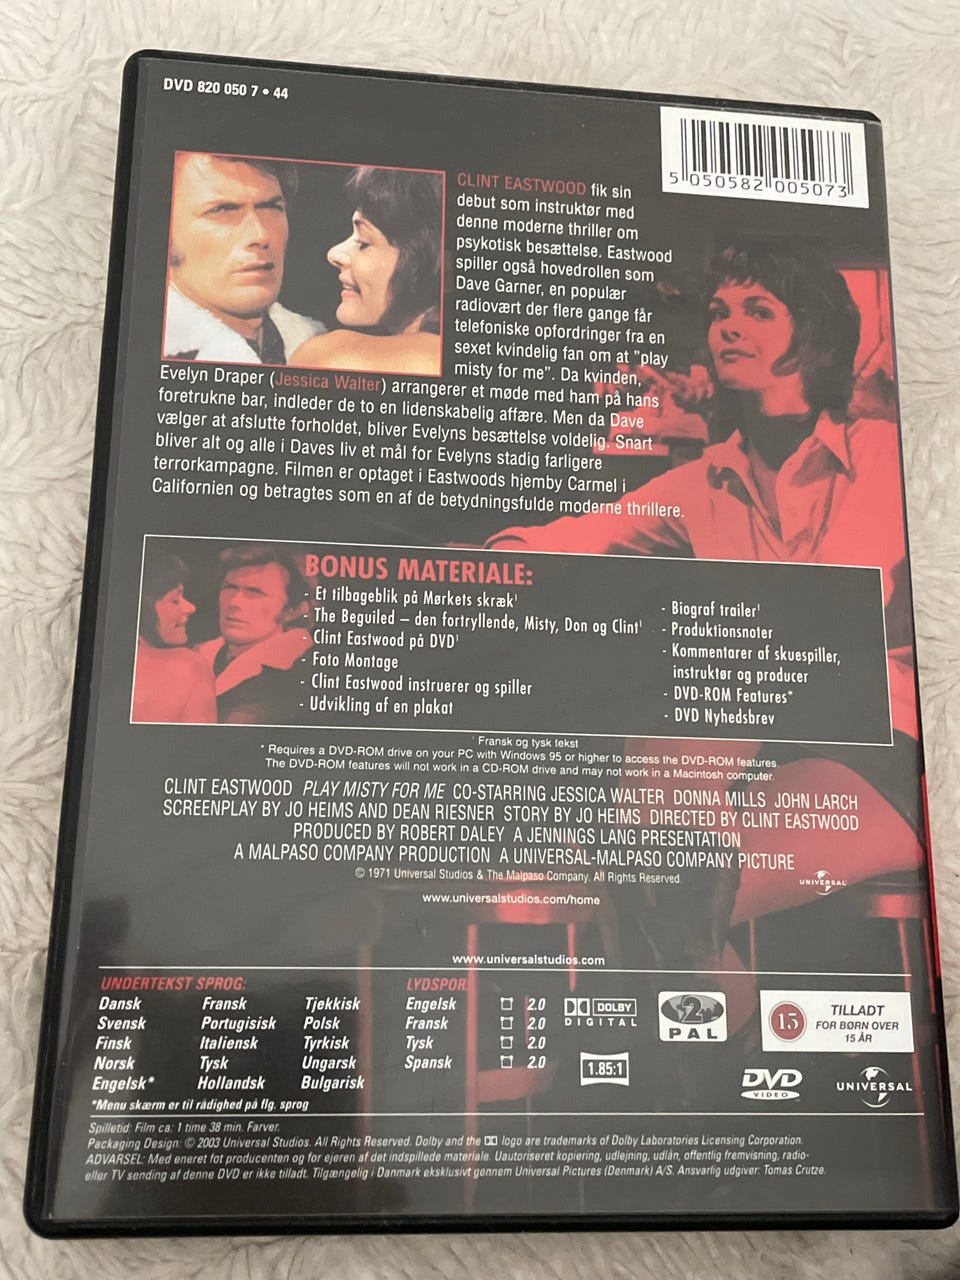 DVD 820 050 7 • 44
5 050582 005073
CLINT EASTWOOD fik sin
debut som instruktør med
denne moderne thriller om
psykotisk besættelse. Eastwood
spiller også hovedrollen som
Dave Garner, en populær
radiovært der flere gange får
telefoniske opfordringer fra en
sexet kvindelig fan om at "play
misty for me". Da kvinden,
Evelyn Draper (Jessica Walter) arrangerer et møde med ham på hans
foretrukne bar, indleder de to en lidenskabelig affære. Men da Dave
vælger at afslutte forholdet, bliver Evelyns besættelse voldelig. Snart
bliver alt og alle i Daves liv et mål for Evelyns stadig farligere
terrorkampagne. Filmen er optaget i Eastwoods hjemby Carmel i
Californien og betragtes som en af de betydningsfulde moderne thrillere.
BONUS MATERIALE:
- Et tilbageblik på Mørkets skræk¹
- The Beguiled – den fortryllende, Misty, Don og Clint¹
- Clint Eastwood på DVD¹
- Foto Montage
- Clint Eastwood instruerer og spiller
- Udvikling af en plakat
- Biograf trailer¹
- Produktionsnoter
- Kommentarer af skuespiller,
instruktør og producer
- DVD-ROM Features*
- DVD Nyhedsbrev
¹ Fransk og tysk tekst
* Requires a DVD-ROM drive on your PC with Windows 95 or higher to access the DVD-ROM features.
The DVD-ROM features will not work in a CD-ROM drive and may not work in a Macintosh computer.
CLINT EASTWOOD PLAY MISTY FOR ME CO-STARRING JESSICA WALTER DONNA MILLS JOHN LARCH
SCREENPLAY BY JO HEIMS AND DEAN RIESNER STORY BY JO HEIMS DIRECTED BY CLINT EASTWOOD
PRODUCED BY ROBERT DALEY A JENNINGS LANG PRESENTATION
A MALPASO COMPANY PRODUCTION A UNIVERSAL-MALPASO COMPANY PICTURE
© 1971 Universal Studios & The Malpaso Company. All Rights Reserved.
UNIVERSAL
www.universalstudios.com/home
www.universalstudios.com
UNDERTEKST SPROG:
Dansk Fransk Tjekkisk
Svensk Portugisisk Polsk
Finsk Italiensk Tyrkisk
Norsk Tysk Ungarsk
Engelsk* Hollandsk Bulgarisk
*Menu skærm er til rådighed på flg. sprog
LYDSPOR:
Engelsk 2.0
Fransk 2.0
Tysk 2.0
Spansk 2.0
DOLBY
DIGITAL
1.85:1
2
PAL
15
TILLADT
FOR BØRN OVER
15 ÅR
DVD
VIDEO
UNIVERSAL
Spilletid: Film ca: 1 time 38 min. Farver.
Packaging Design: © 2003 Universal Studios. All Rights Reserved. Dolby and the logo are trademarks of Dolby Laboratories Licensing Corporation.
ADVARSEL: Med eneret for producenten og for ejeren af det indspillede materiale. Uautoriseret kopiering, udlejning, udlån, offentlig fremvisning, radio-
eller TV sending af denne DVD er ikke tilladt. Tilgængelig i Danmark eksklusivt gennem Universal Pictures (Denmark) A/S. Ansvarlig udgiver: Tomas Crutze.